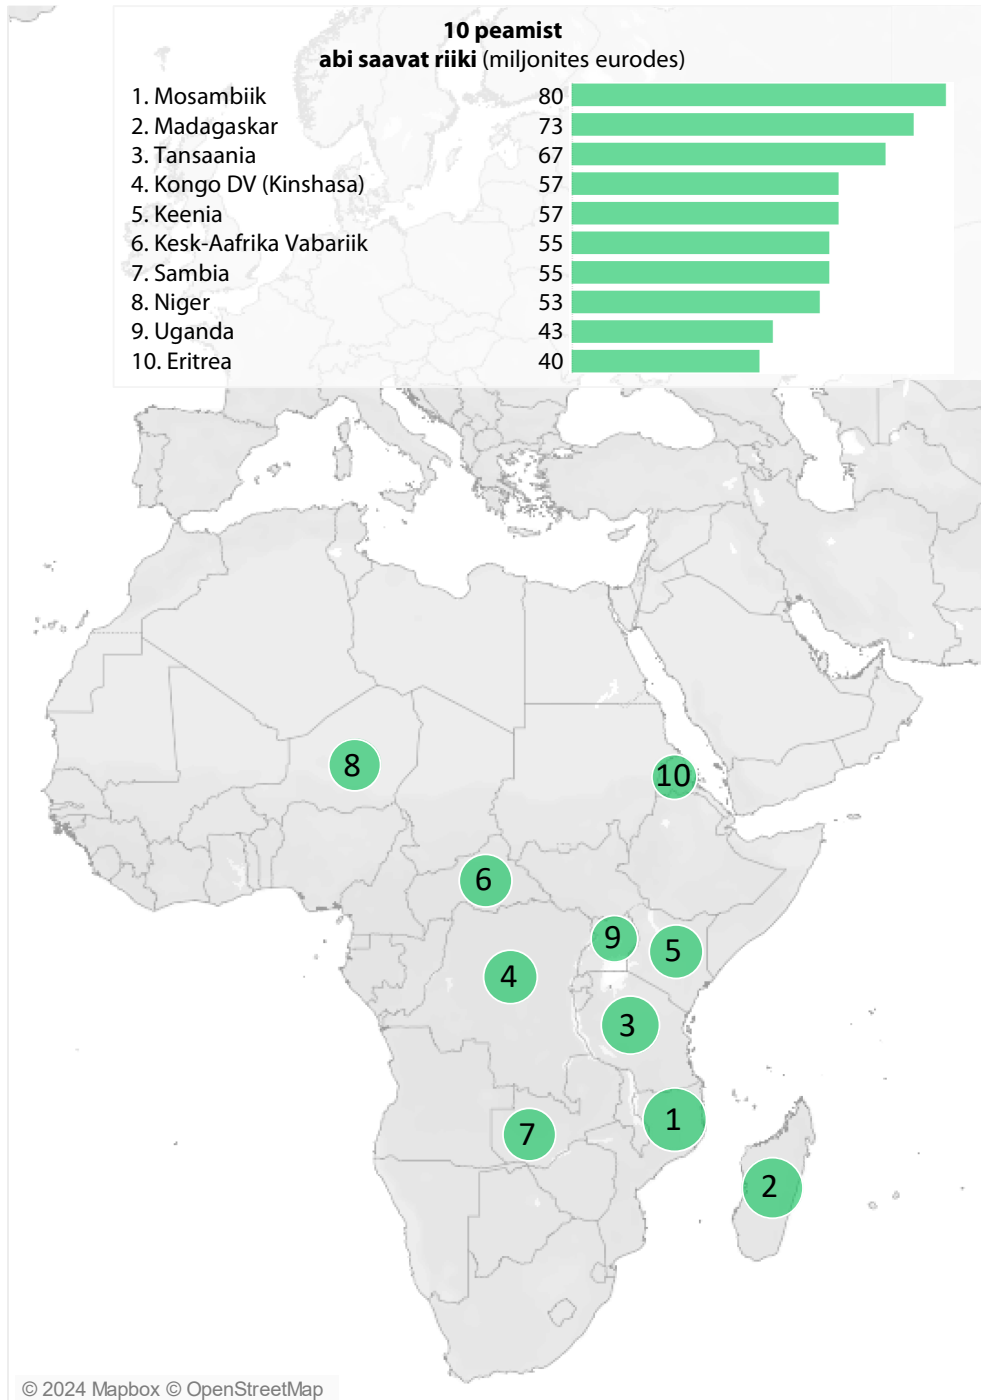 10 peamist
abi saavat riiki (miljonites eurodes)
1. Mosambiik 80
2. Madagaskar 73
3. Tansaania 67
4. Kongo DV (Kinshasa) 57
5. Keenia 57
6. Kesk-Aafrika Vabariik 55
7. Sambia 55
8. Niger 53
9. Uganda 43
10. Eritrea 40
8
10
6
9
5
4
3
1
7
2
© 2024 Mapbox © OpenStreetMap